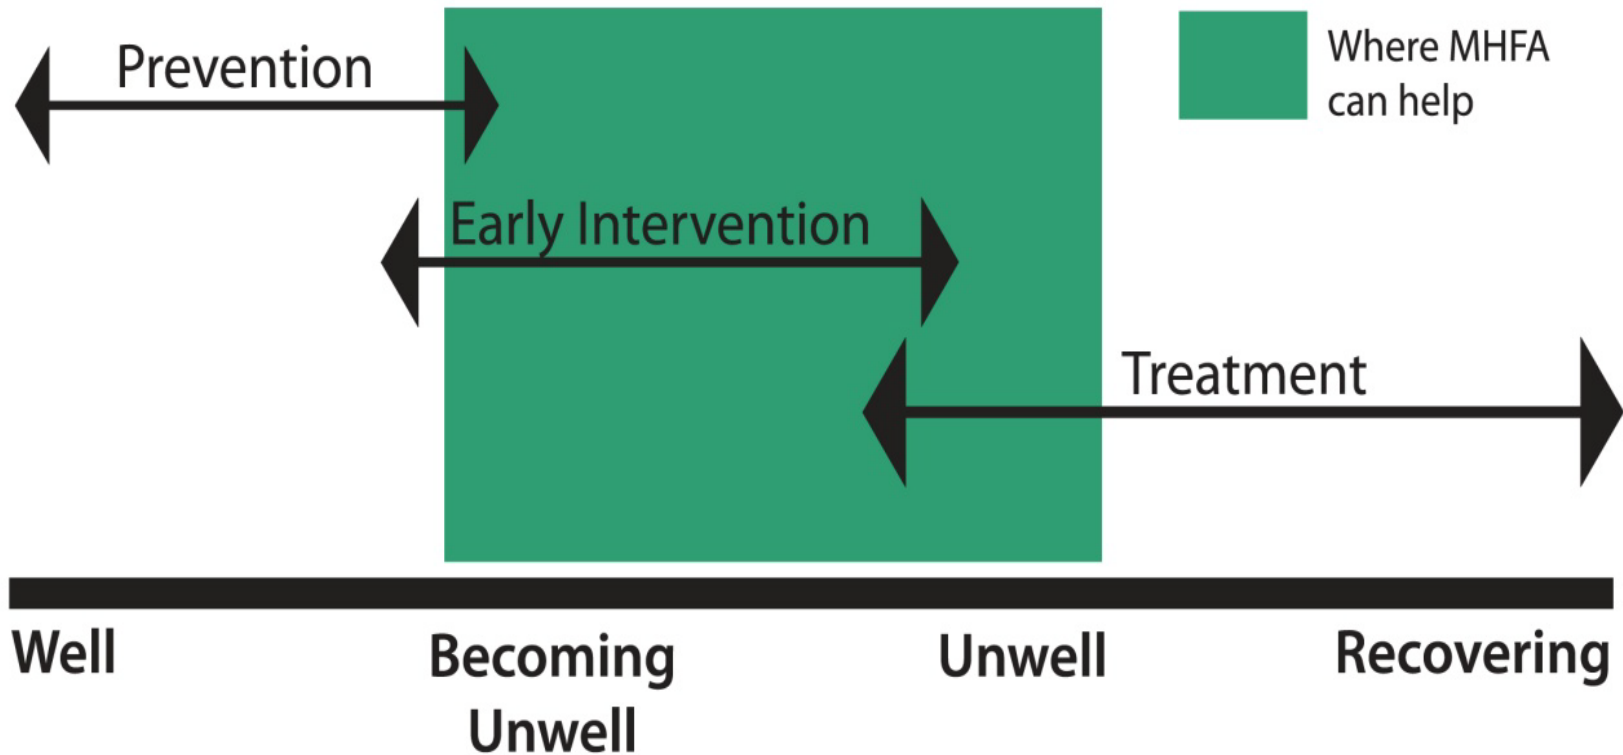 Prevention
Where MHFA
can help
Early Intervention
Treatment
Well
Becoming
Unwell
Unwell
Recovering